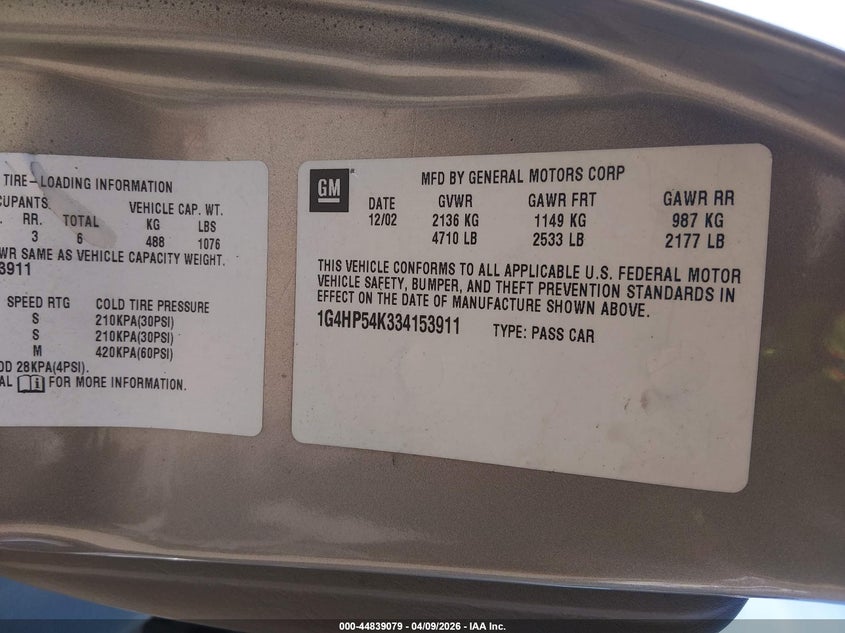 TIRE-LOADING INFORMATION
VEHICLE CAP. WT.
RR. TOTAL KG LBS
3 6 488 1076
SAME AS VEHICLE CAPACITY WEIGHT.
3911
SPEED RTG COLD TIRE PRESSURE
S 210KPA(30PSI)
S 210KPA(30PSI)
M 420KPA(60PSI)
28KPA(4PSI).
FOR MORE INFORMATION.
GM
MFD BY GENERAL MOTORS CORP
DATE GVWR GAWR FRT GAWR RR
12/02 2136 KG 1149 KG 987 KG
4710 LB 2533 LB 2177 LB
THIS VEHICLE CONFORMS TO ALL APPLICABLE U.S. FEDERAL MOTOR
VEHICLE SAFETY, BUMPER, AND THEFT PREVENTION STANDARDS IN
EFFECT ON THE DATE OF MANUFACTURE SHOWN ABOVE.
1G4HP54K334153911 TYPE: PASS CAR
000-44839079 - 04/09/2026 - IAA Inc.